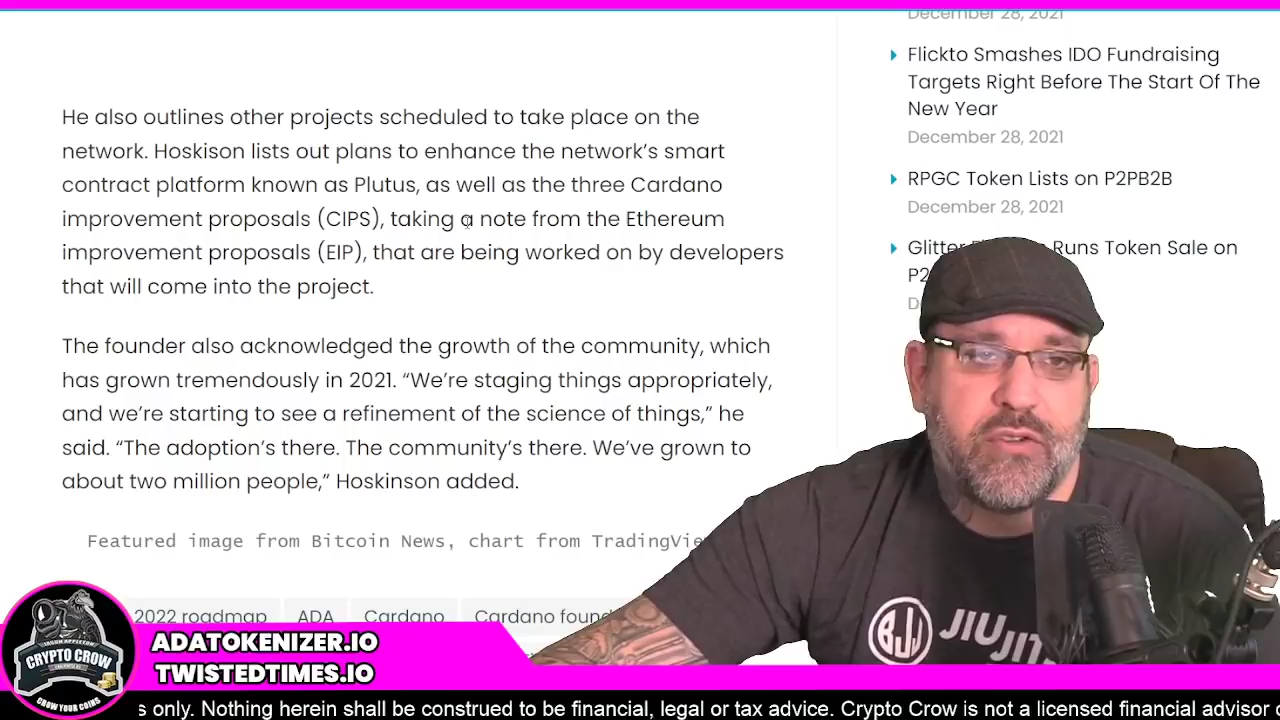 He also outlines other projects scheduled to take place on the
network. Hoskison lists out plans to enhance the network's smart
contract platform known as Plutus, as well as the three Cardano
improvement proposals (CIPS), taking a note from the Ethereum
improvement proposals (EIP), that are being worked on by developers
that will come into the project.
The founder also acknowledged the growth of the community, which
has grown tremendously in 2021. “We're staging things appropriately,
and we're starting to see a refinement of the science of things,” he
said. “The adoption's there. The community's there. We've grown to
about two million people,” Hoskinson added.
Featured image from Bitcoin News, chart from
2022 roadmap
ADA
Cardano
Cardano
December 28, 2021
Flickto Smashes IDO Fundraising
Targets Right Before The Start Of The
New Year
December 28, 2021
RPGC Token Lists on P2PB2B
December 28, 2021
Glitter Runs Token Sale on
BJJ JIU
CRYPTO CROW
GROW YOUR COINS
ADATOKENIZER.IO
TWISTEDTIMES.IO
only. Nothing herein shall be construed to be financial, legal or tax advice. Crypto Crow is not a licensed financial advisor